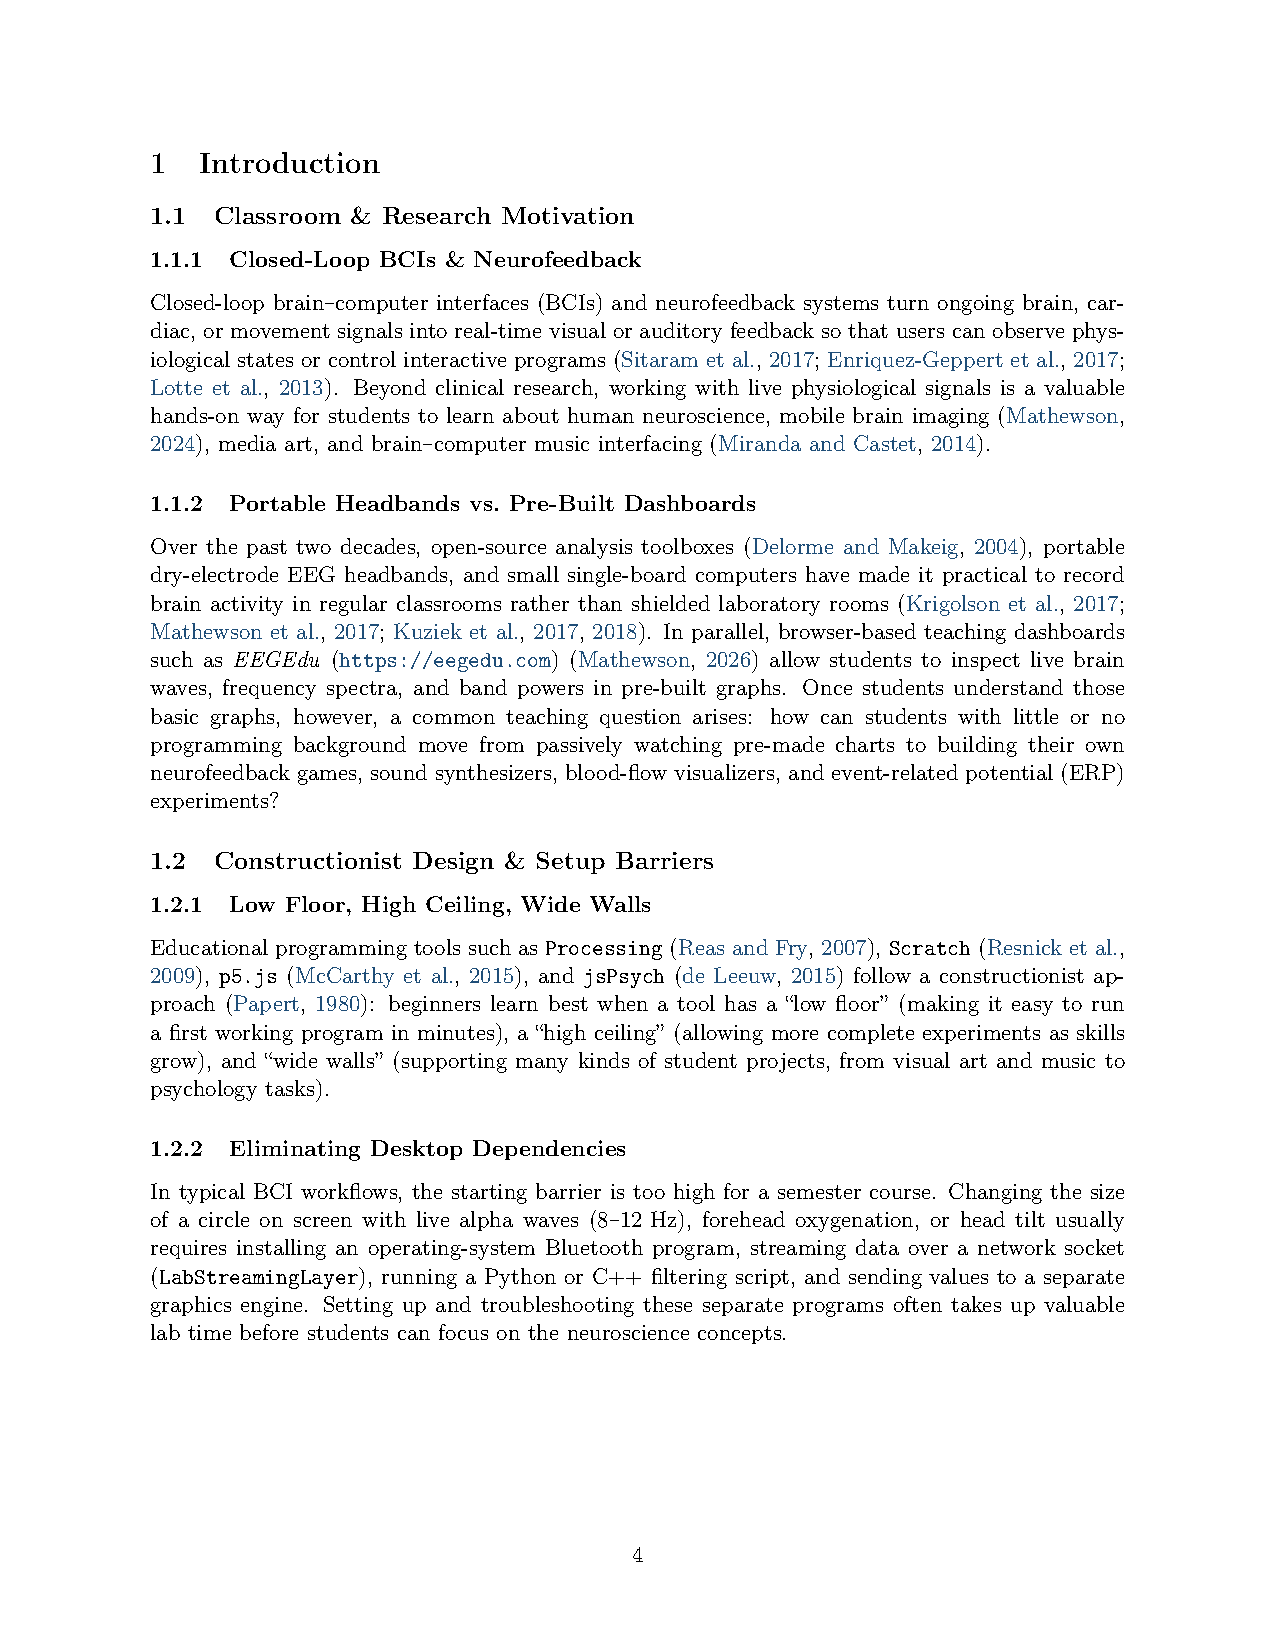 1 Introduction
1.1 Classroom & Research Motivation
1.1.1 Closed-Loop BCIs & Neurofeedback
Closed-loop brain–computer interfaces (BCIs) and neurofeedback systems turn ongoing brain, car-
diac, or movement signals into real-time visual or auditory feedback so that users can observe phys-
iological states or control interactive programs (Sitaram et al., 2017; Enriquez-Geppert et al., 2017;
Lotte et al., 2013). Beyond clinical research, working with live physiological signals is a valuable
hands-on way for students to learn about human neuroscience, mobile brain imaging (Mathewson,
2024), media art, and brain–computer music interfacing (Miranda and Castet, 2014).
1.1.2 Portable Headbands vs. Pre-Built Dashboards
Over the past two decades, open-source analysis toolboxes (Delorme and Makeig, 2004), portable
dry-electrode EEG headbands, and small single-board computers have made it practical to record
brain activity in regular classrooms rather than shielded laboratory rooms (Krigolson et al., 2017;
Mathewson et al., 2017; Kuziek et al., 2017, 2018). In parallel, browser-based teaching dashboards
such as EEGEdu (https://eegedu.com) (Mathewson, 2026) allow students to inspect live brain
waves, frequency spectra, and band powers in pre-built graphs. Once students understand those
basic graphs, however, a common teaching question arises: how can students with little or no
programming background move from passively watching pre-made charts to building their own
neurofeedback games, sound synthesizers, blood-flow visualizers, and event-related potential (ERP)
experiments?
1.2 Constructionist Design & Setup Barriers
1.2.1 Low Floor, High Ceiling, Wide Walls
Educational programming tools such as Processing (Reas and Fry, 2007), Scratch (Resnick et al.,
2009), p5.js (McCarthy et al., 2015), and jsPsych (de Leeuw, 2015) follow a constructionist ap-
proach (Papert, 1980): beginners learn best when a tool has a “low floor” (making it easy to run
a first working program in minutes), a “high ceiling” (allowing more complete experiments as skills
grow), and “wide walls” (supporting many kinds of student projects, from visual art and music to
psychology tasks).
1.2.2 Eliminating Desktop Dependencies
In typical BCI workflows, the starting barrier is too high for a semester course. Changing the size
of a circle on screen with live alpha waves (8–12 Hz), forehead oxygenation, or head tilt usually
requires installing an operating-system Bluetooth program, streaming data over a network socket
(LabStreamingLayer), running a Python or C++ filtering script, and sending values to a separate
graphics engine. Setting up and troubleshooting these separate programs often takes up valuable
lab time before students can focus on the neuroscience concepts.
4